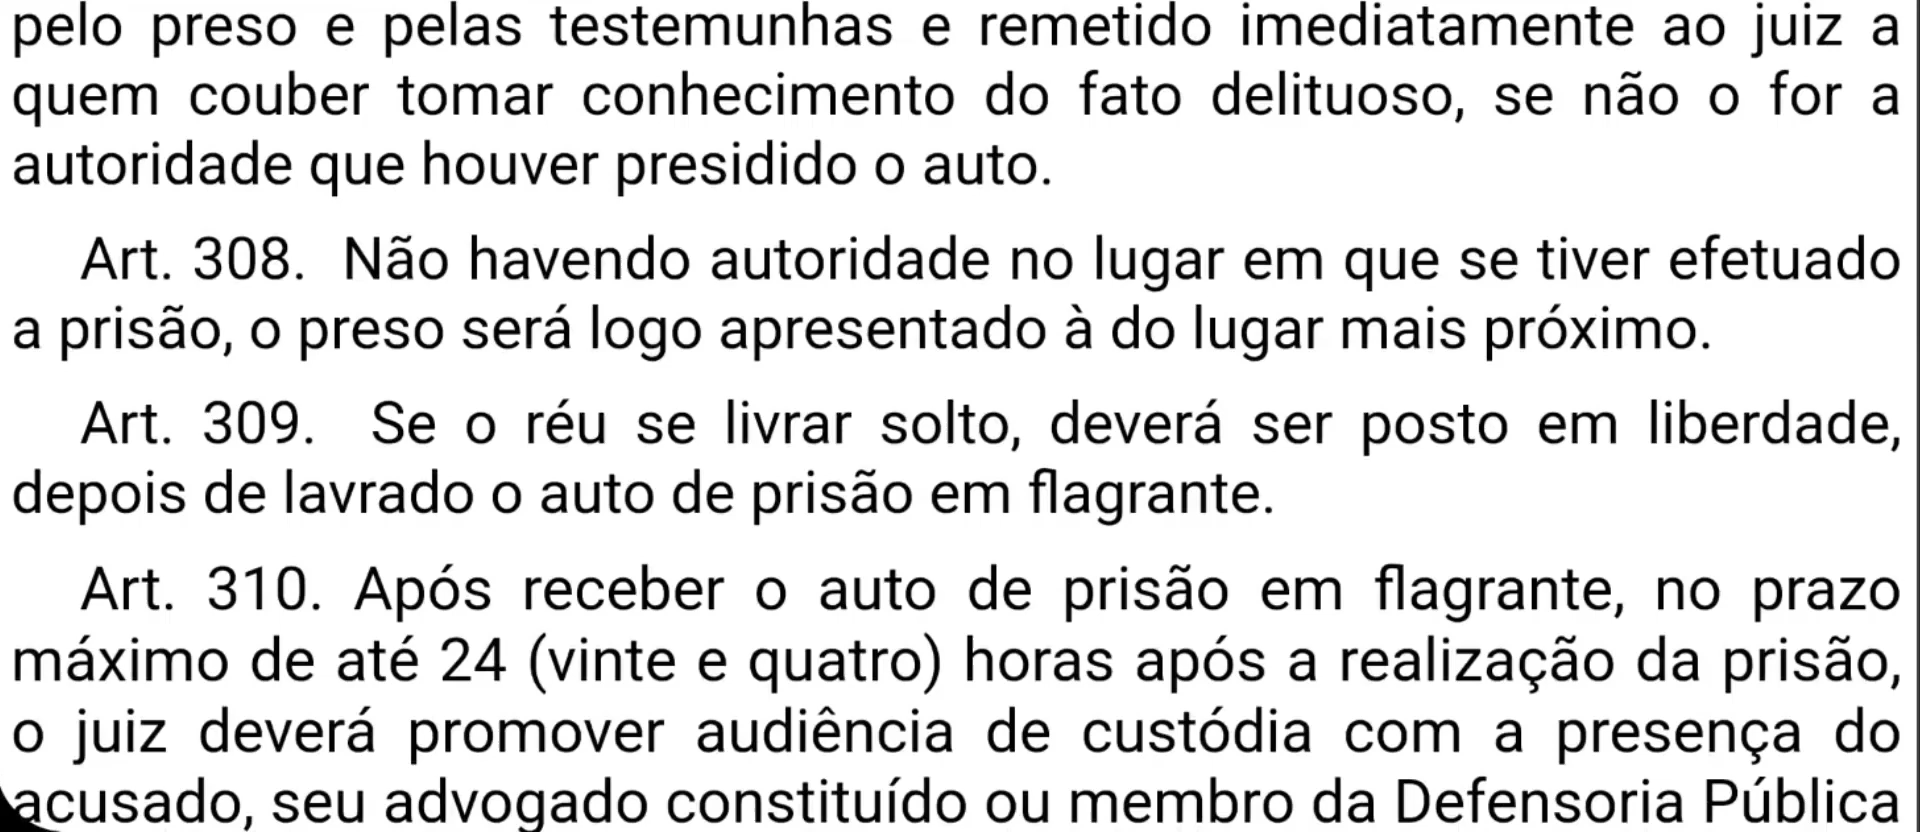 pelo preso e pelas testemunhas e remetido imediatamente ao juiz a
quem couber tomar conhecimento do fato delituoso, se não o for a
autoridade que houver presidido o auto.
Art. 308. Não havendo autoridade no lugar em que se tiver efetuado
a prisão, o preso será logo apresentado à do lugar mais próximo.
Art. 309. Se o réu se livrar solto, deverá ser posto em liberdade,
depois de lavrado o auto de prisão em flagrante.
Art. 310. Após receber o auto de prisão em flagrante, no prazo
máximo de até 24 (vinte e quatro) horas após a realização da prisão,
o juiz deverá promover audiência de custódia com a presença do
acusado, seu advogado constituído ou membro da Defensoria Pública